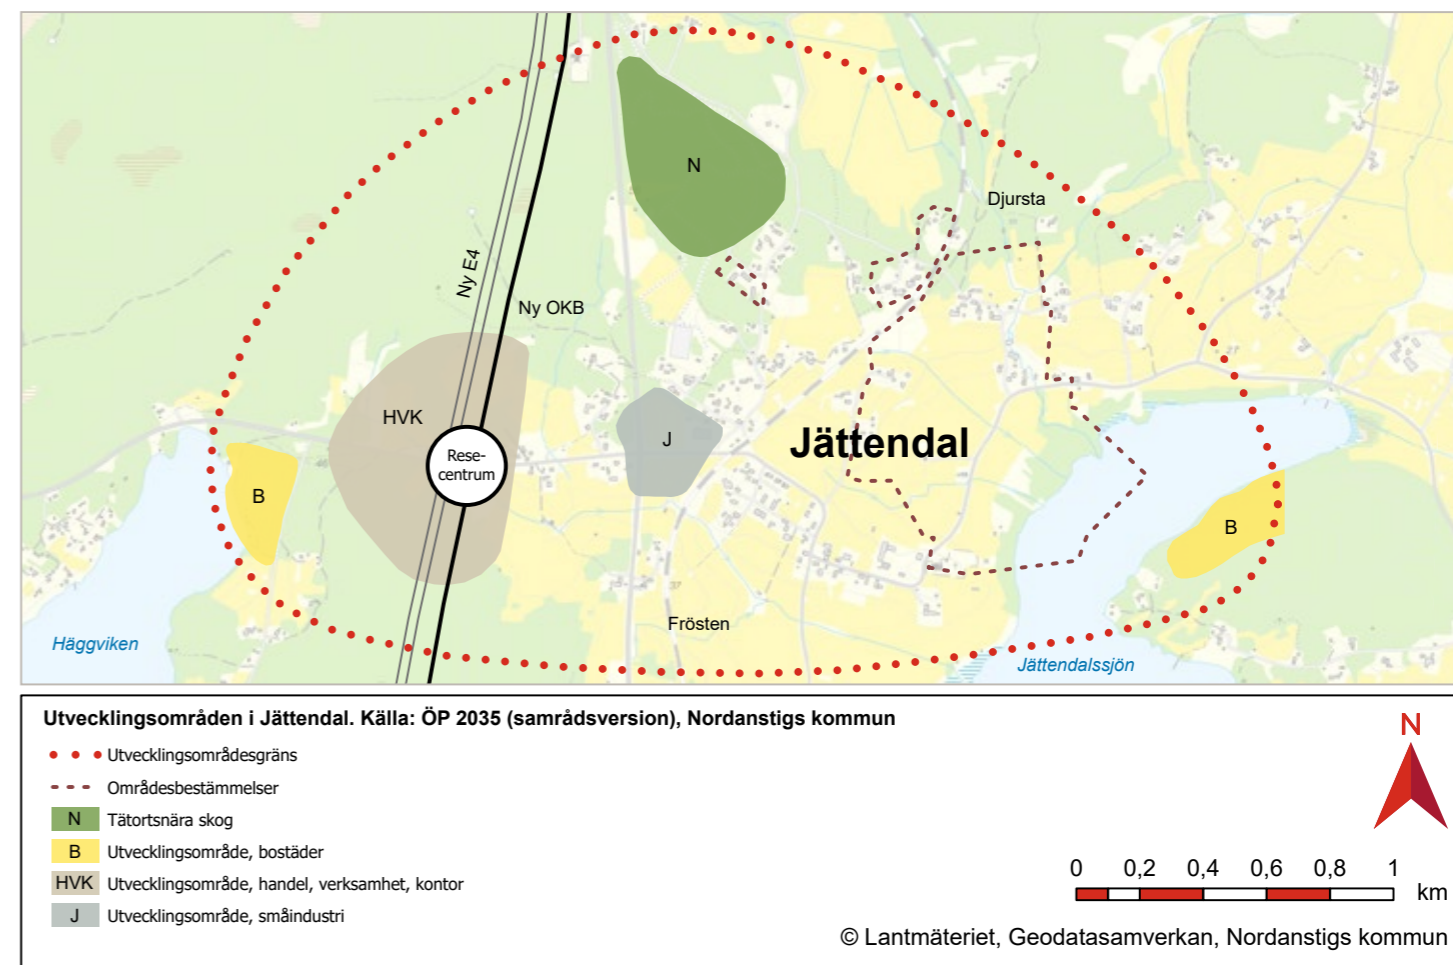 N
Djursta
Ny E4
Ny OKB
HVK
J
Jättendal
Rese-
centrum
B
B
Frösten
Häggviken
Jättendalssjön
Utvecklingsområden i Jättendal. Källa: ÖP 2035 (samrådsversion), Nordanstigs kommun
Utvecklingsområdesgräns
Områdesbestämmelser
N Tätortsnära skog
B Utvecklingsområde, bostäder
HVK Utvecklingsområde, handel, verksamhet, kontor
J Utvecklingsområde, småindustri
N
0 0,2 0,4 0,6 0,8 1
km
© Lantmäteriet, Geodatasamverkan, Nordanstigs kommun